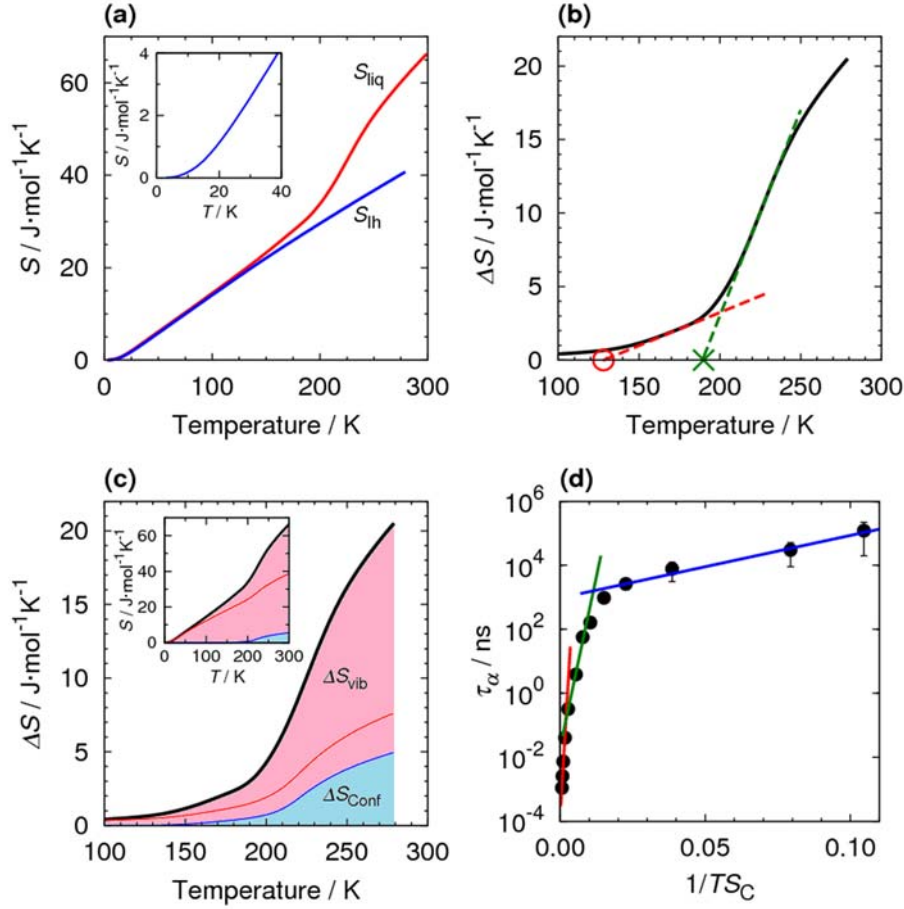 (a)
S / J·mol⁻¹K⁻¹
60
40
20
0
0
100
200
300
Temperature / K
S_liq
S_Ih
S / J·mol⁻¹K⁻¹
4
2
0
0
20
40
T / K
(b)
ΔS / J·mol⁻¹K⁻¹
20
15
10
5
0
100
150
200
250
300
Temperature / K
(c)
ΔS / J·mol⁻¹K⁻¹
20
15
10
5
0
100
150
200
250
300
Temperature / K
ΔS_vib
ΔS_Conf
S / J·mol⁻¹K⁻¹
60
40
20
0
0
100
200
300
T / K
(d)
τ_α / ns
10⁶
10⁴
10²
10⁰
10⁻²
10⁻⁴
0.00
0.05
0.10
1/TS_C